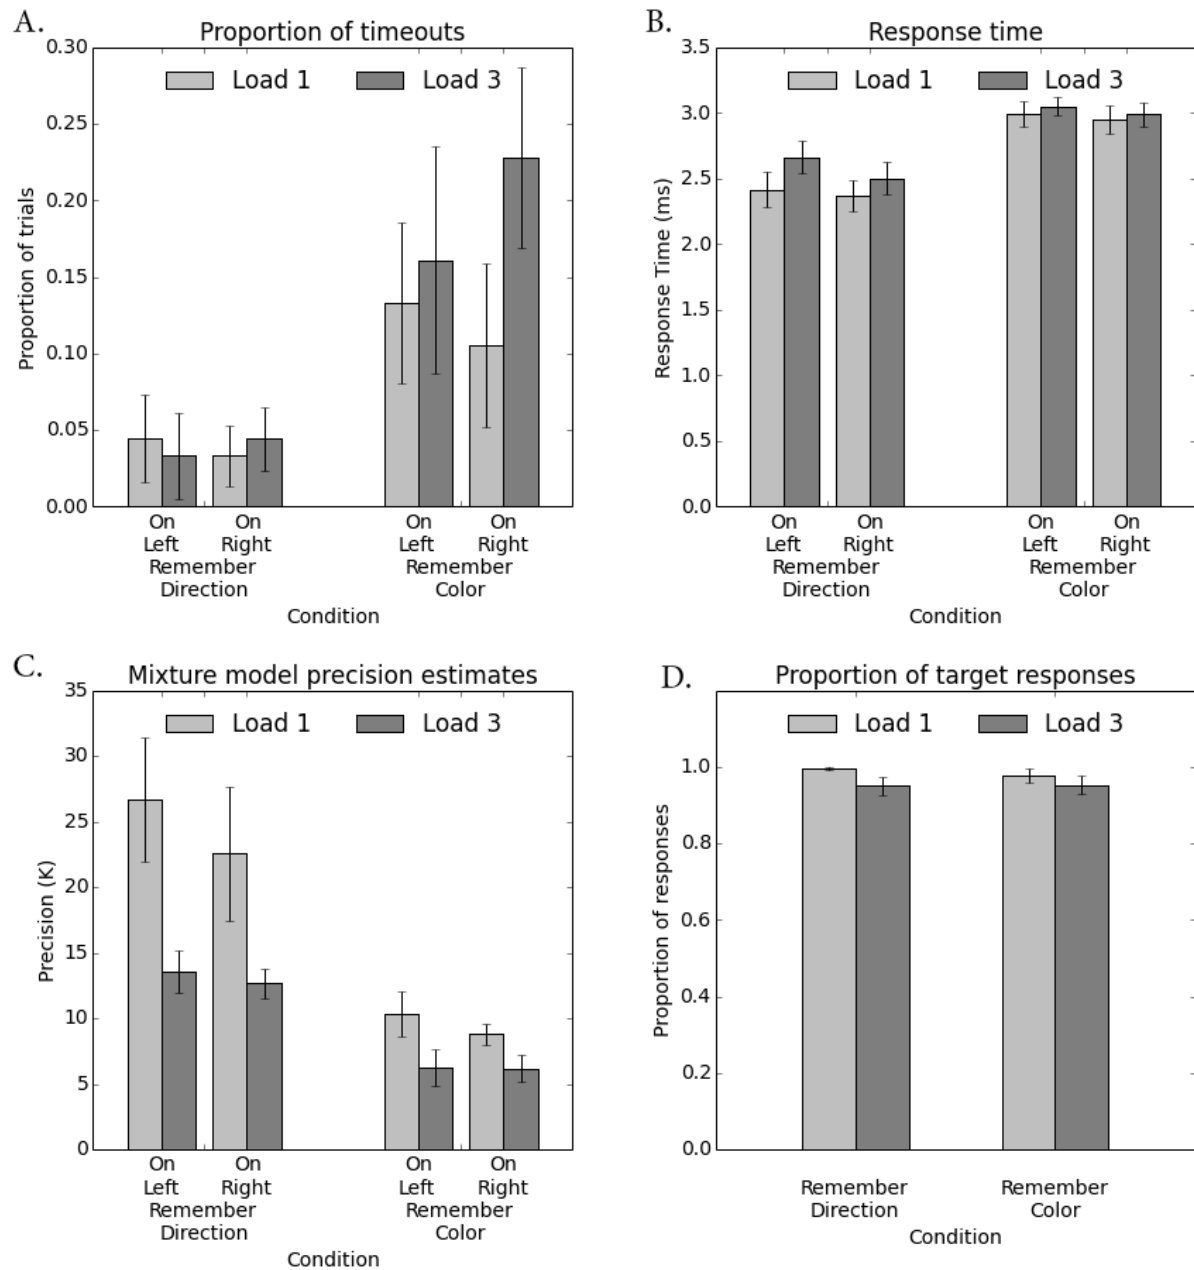 A.
Proportion of timeouts
0.30
0.25
0.20
0.15
0.10
0.05
0.00
Proportion of trials
Load 1 Load 3
On On On On
Left Right Left Right
Remember Remember
Direction Color
Condition
B.
Response time
3.5
3.0
2.5
2.0
1.5
1.0
0.5
0.0
Response Time (ms)
Load 1 Load 3
On On On On
Left Right Left Right
Remember Remember
Direction Color
Condition
C.
Mixture model precision estimates
35
30
25
20
15
10
5
0
Precision (K)
Load 1 Load 3
On On On On
Left Right Left Right
Remember Remember
Direction Color
Condition
D.
Proportion of target responses
1.0
0.8
0.6
0.4
0.2
0.0
Proportion of responses
Load 1 Load 3
Remember Remember
Direction Color
Condition